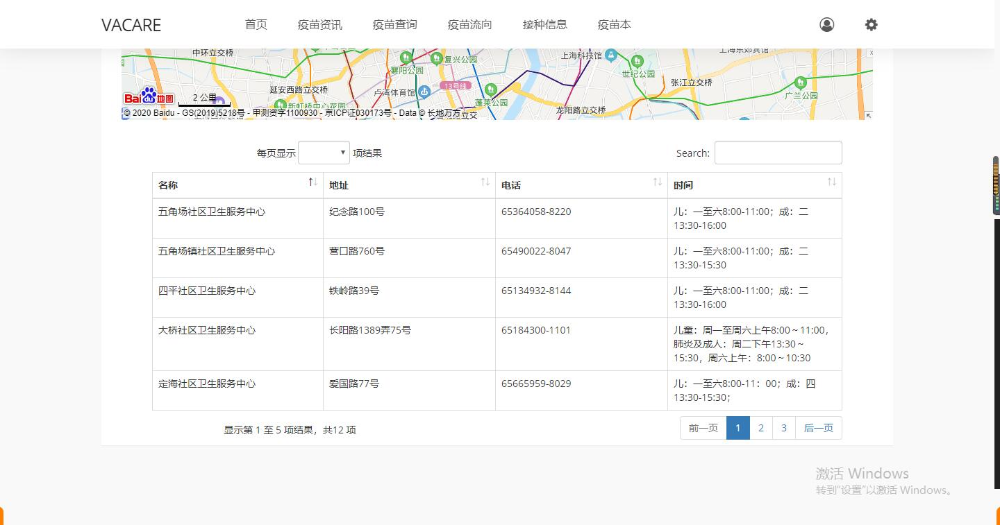 VACARE 首页 疫苗资讯 疫苗查询 疫苗流向 接种信息 疫苗本
中环立交桥
复兴公园
襄阳公园
上海科技馆
世纪公园
上海东郊宾馆
延安西路立交桥
卢湾体育馆
13号线
蓬莱公园
张江立交桥
广兰公园
Bai du 地图
2 公里
新虹桥中心花园
龙阳路立交桥
© 2020 Baidu - GS(2019)5218号 - 甲测资字1100930 - 京ICP证030173号 - Data © 长地万方
每页显示 项结果 Search:
名称 地址 电话 时间
五角场社区卫生服务中心 纪念路100号 65364058-8220 儿：一至六8:00-11:00；成：二
13:30-16:00
五角场镇社区卫生服务中心 营口路760号 65490022-8047 儿：一至六8:00-11:00；成：二
13:30-15:30
四平社区卫生服务中心 铁岭路39号 65134932-8144 儿：一至六8:00-11:00；成：二
13:30-16:00
大桥社区卫生服务中心 长阳路1389弄75号 65184300-1101 儿童：周一至周六上午8:00～11:00，
肺炎及成人：周二下午13:30～
15:30，周六上午：8:00～10:30
定海社区卫生服务中心 爱国路77号 65665959-8029 儿：一至六8:00-11：00；成：四
13:30-15:30；
显示第 1 至 5 项结果，共12 项 前一页 1 2 3 后一页
激活 Windows
转到“设置”以激活 Windows。